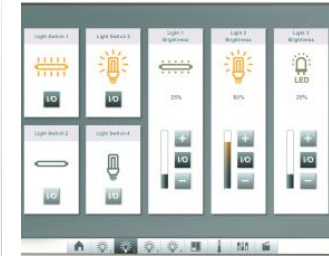 Light Switch 1
Light Switch 3
Light 1
Brightness
Light 2
Brightness
Light 3
Brightness
LED
25%
93%
25%
I/O
I/O
I/O
I/O
I/O
Light Switch 2
Light Switch 4
I/O
I/O